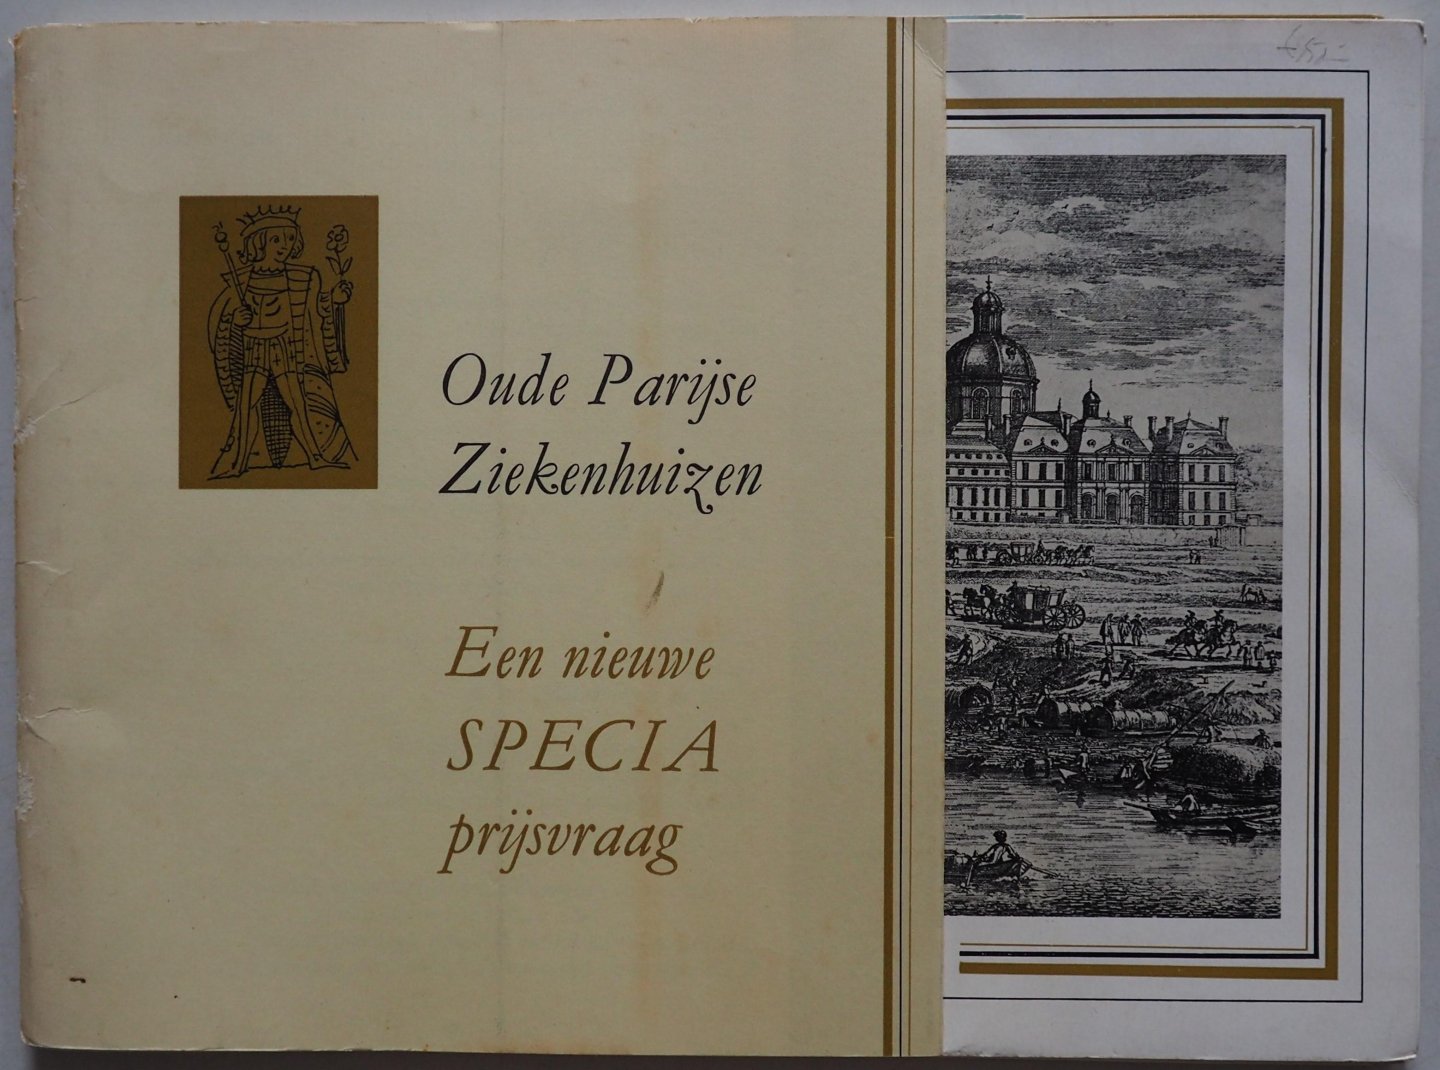 Oude Parijse
Ziekenhuizen
Een nieuwe
SPECIA
prijsvraag